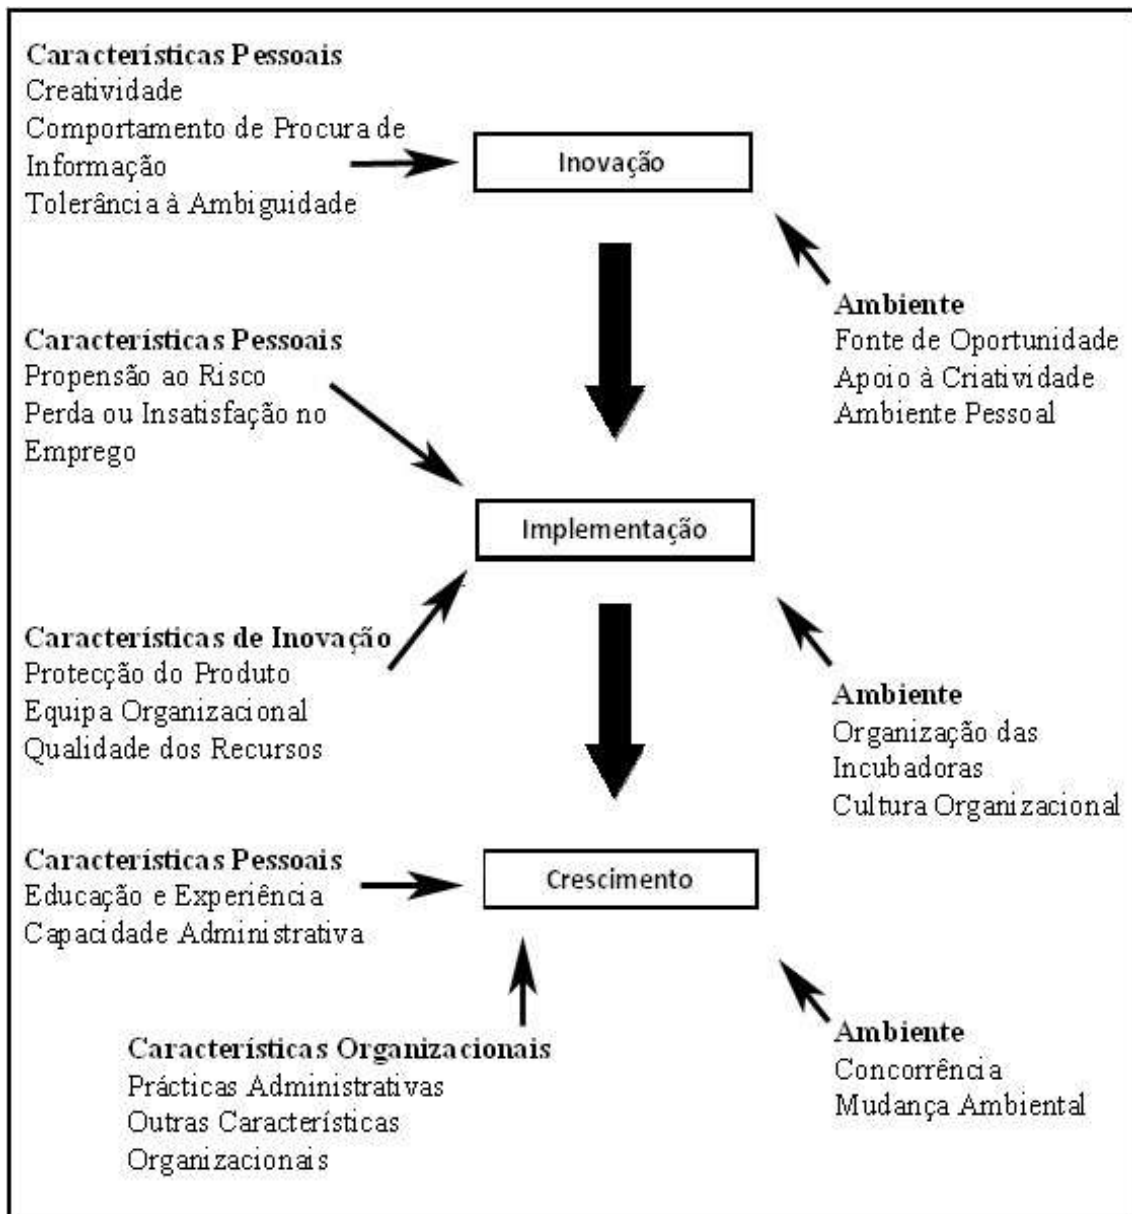 Características Pessoais
Creatividade
Comportamento de Procura de
Informação
Tolerância à Ambiguidade
Inovação
Ambiente
Fonte de Oportunidade
Apoio à Criatividade
Ambiente Pessoal
Características Pessoais
Propensão ao Risco
Perda ou Insatisfação no
Emprego
Implementação
Características de Inovação
Protecção do Produto
Equipa Organizacional
Qualidade dos Recursos
Ambiente
Organização das
Incubadoras
Cultura Organizacional
Características Pessoais
Educação e Experiência
Capacidade Administrativa
Crescimento
Características Organizacionais
Prácticas Administrativas
Outras Características
Organizacionais
Ambiente
Concorrência
Mudança Ambiental